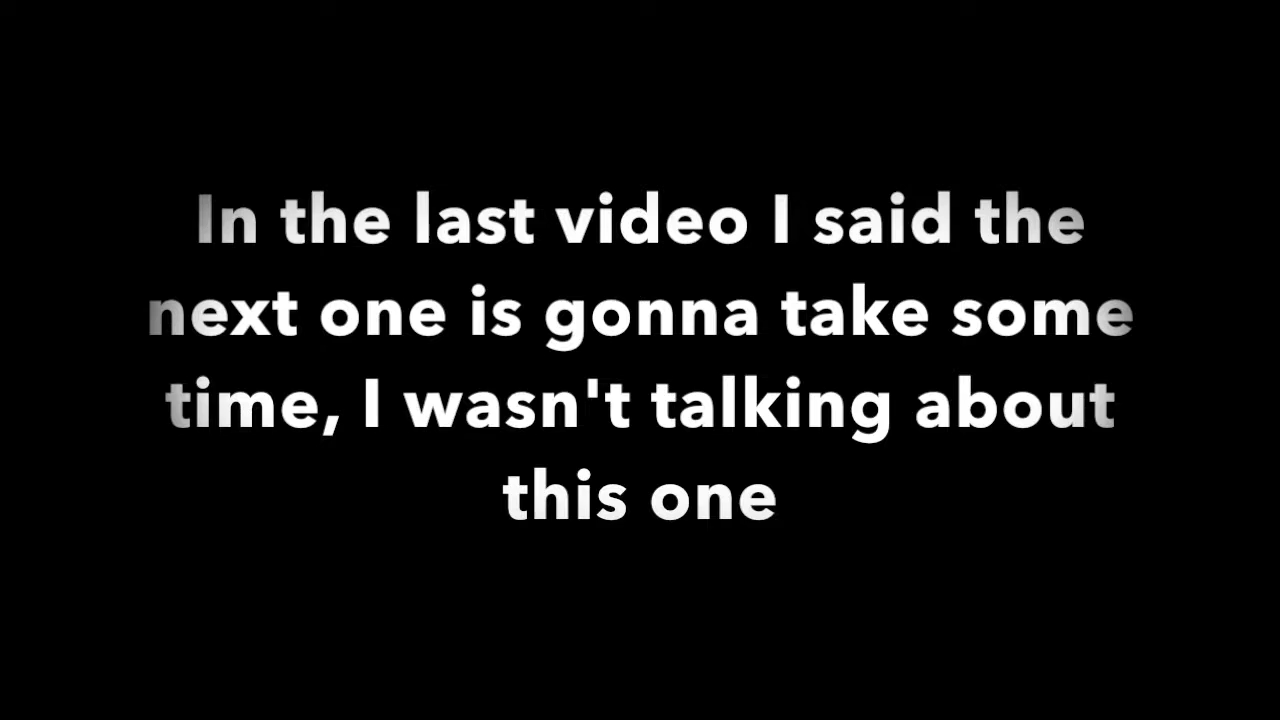 In the last video I said the
next one is gonna take some
time, I wasn't talking about
this one